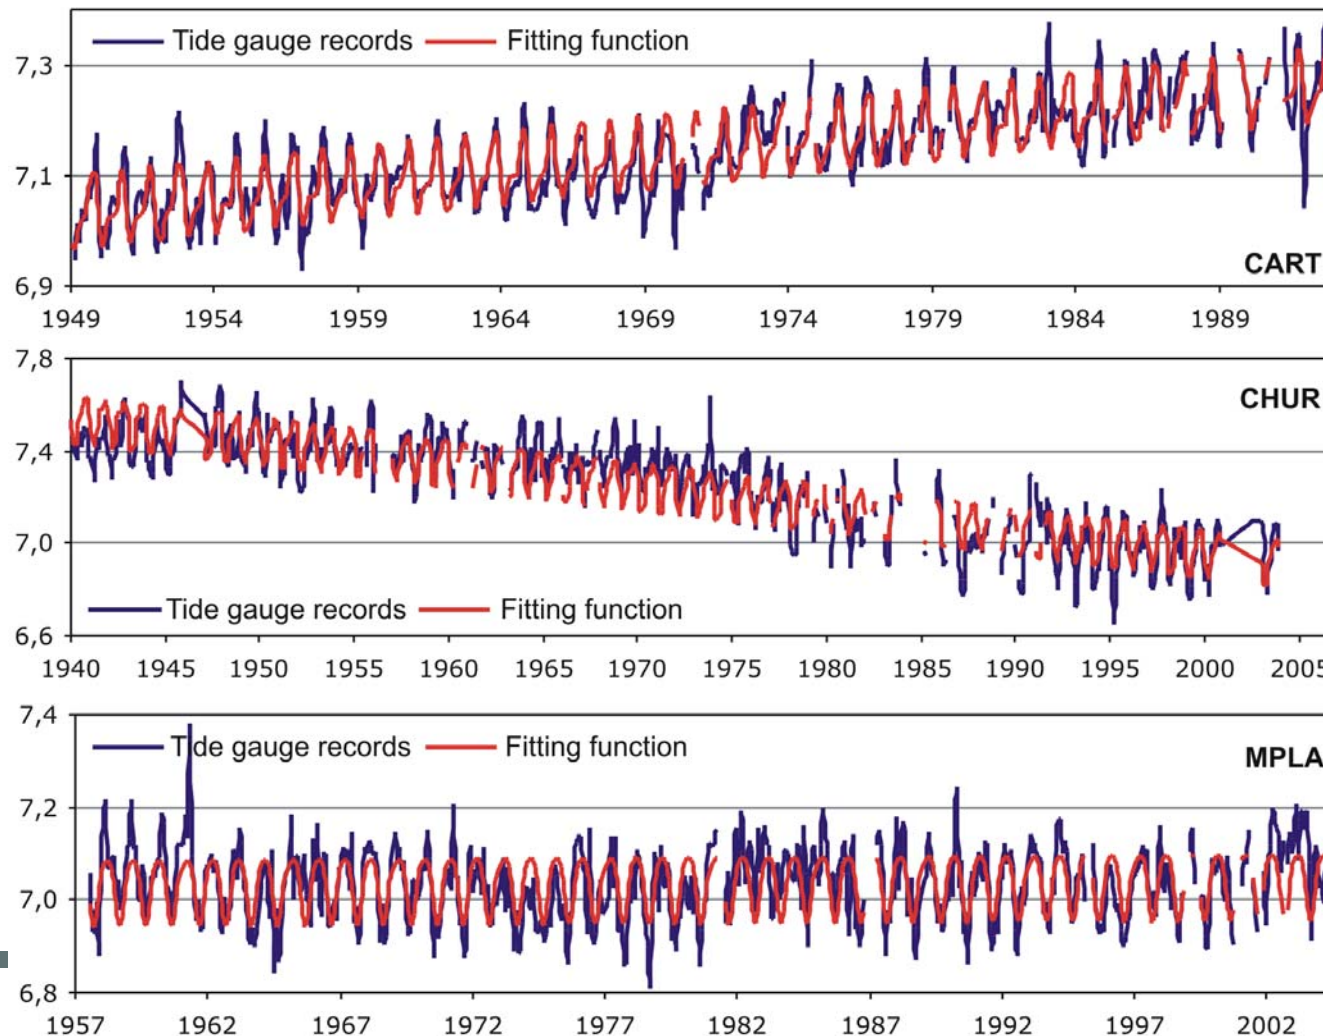 Tide gauge records Fitting function
7,3
7,1
6,9
CART
1949 1954 1959 1964 1969 1974 1979 1984 1989
7,8
CHUR
7,4
7,0
Tide gauge records Fitting function
6,6
1940 1945 1950 1955 1960 1965 1970 1975 1980 1985 1990 1995 2000 2005
7,4
Tide gauge records Fitting function
MPLA
7,2
7,0
6,8
1957 1962 1967 1972 1977 1982 1987 1992 1997 2002